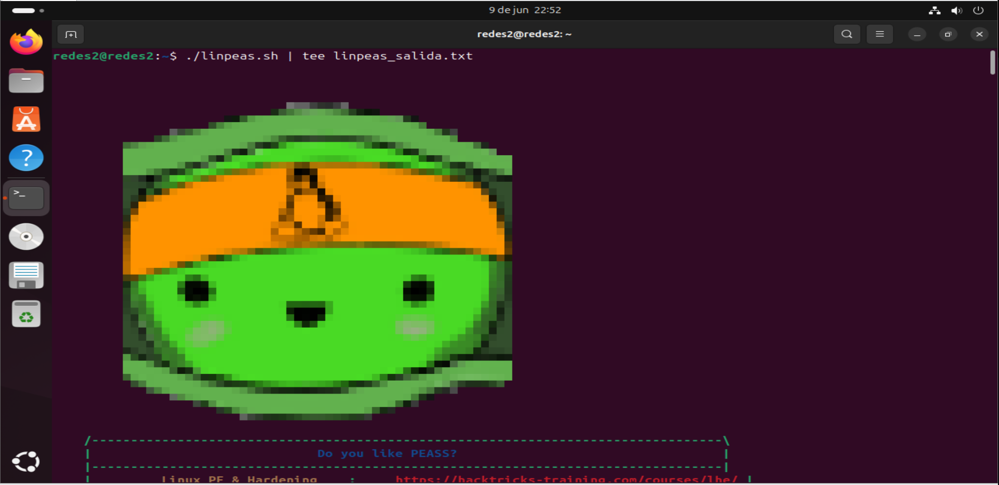 9 de jun 22:52
redes2@redes2: ~
redes2@redes2:~$ ./linpeas.sh | tee linpeas_salida.txt
/---------------------------------------------------------------------------------\
| Do you like PEASS? |
|---------------------------------------------------------------------------------|
| Linux PE & Hardening : https://hacktricks-training.com/courses/lhe/ |